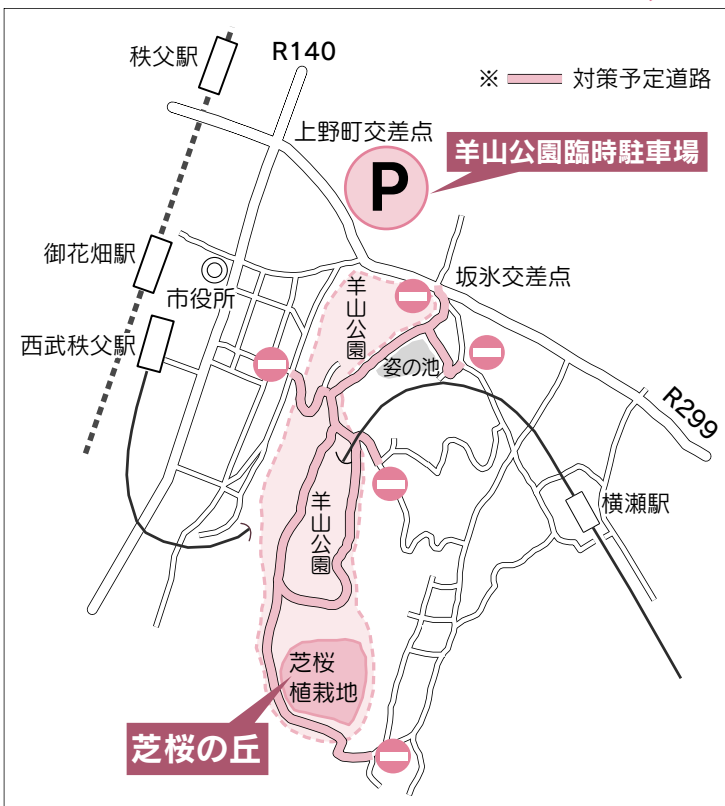 秩父駅
R140
※ 対策予定道路
上野町交差点
羊山公園臨時駐車場
P
御花畑駅
市役所
坂氷交差点
羊山公園
西武秩父駅
姿の池
R299
横瀬駅
羊山公園
芝桜
植栽地
芝桜の丘